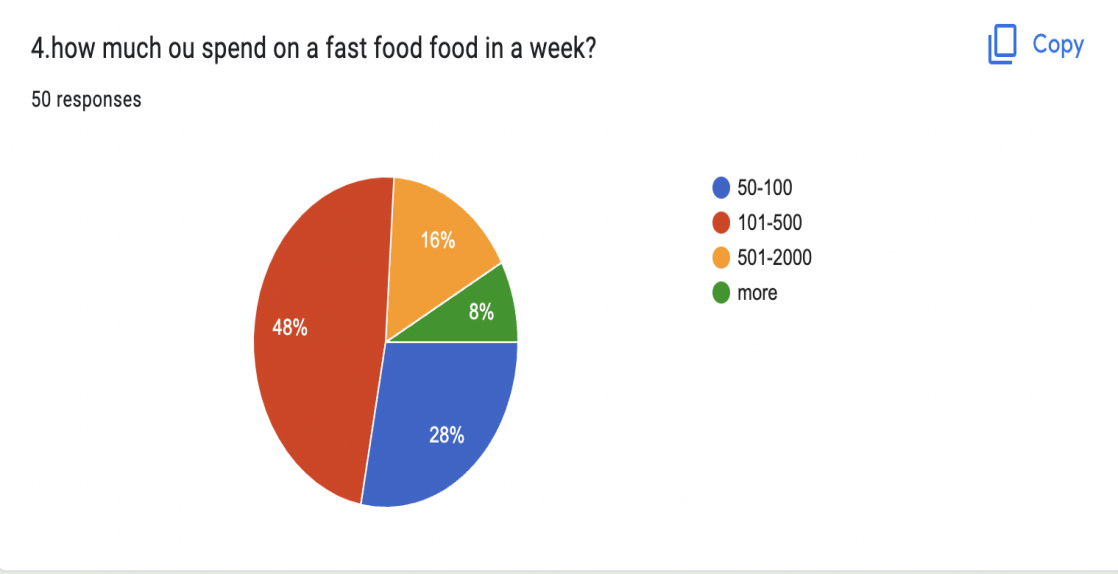 4.how much ou spend on a fast food food in a week?
Copy
50 responses
50-100
101-500
501-2000
more
16%
8%
48%
28%